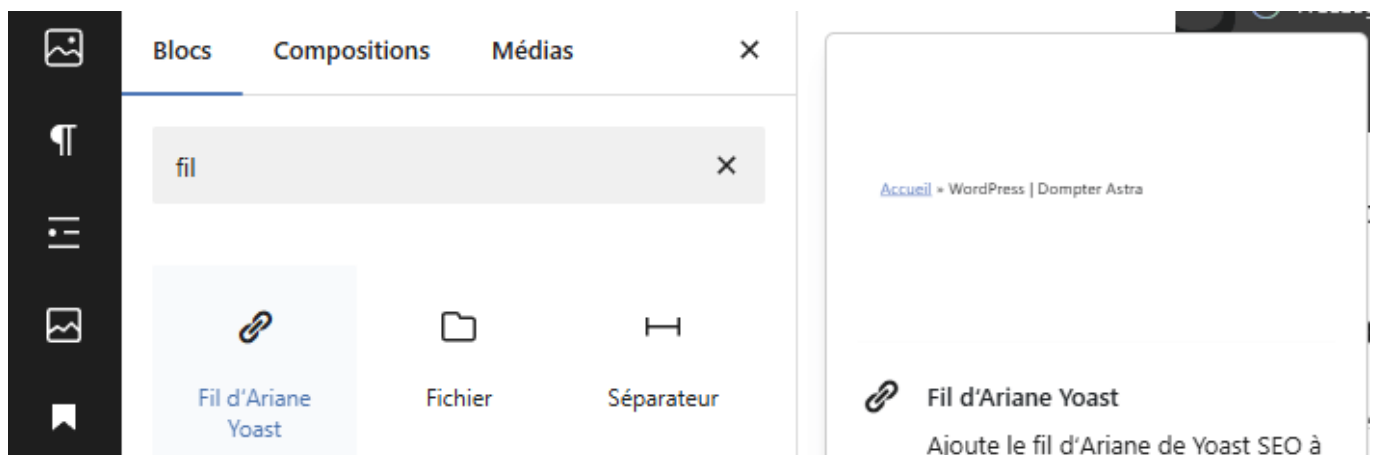 Blocs Compositions Médias
fil
Fil d'Ariane Yoast
Fichier
Séparateur
Accueil » WordPress | Dompter Astra
Fil d'Ariane Yoast
Ajoute le fil d'Ariane de Yoast SEO à